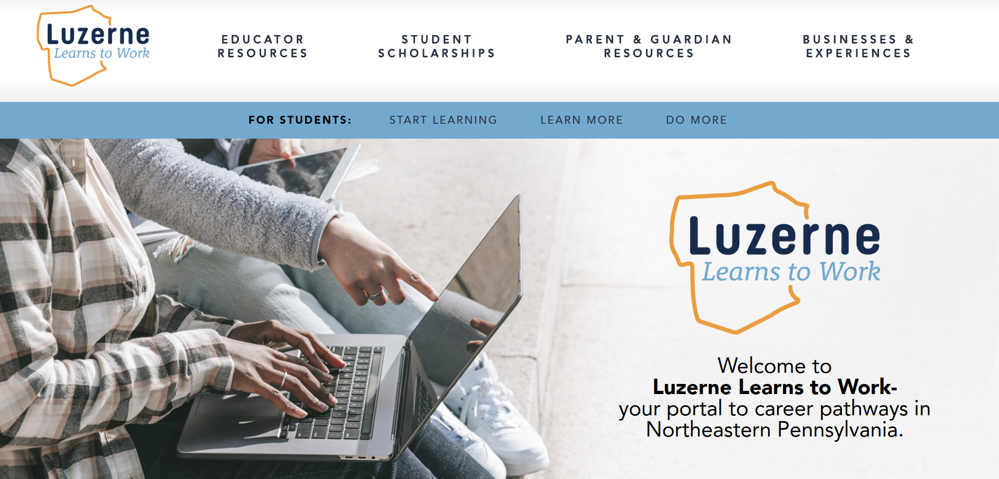 Luzerne
Learns to Work
EDUCATOR
RESOURCES
STUDENT
SCHOLARSHIPS
PARENT & GUARDIAN
RESOURCES
BUSINESSES &
EXPERIENCES
FOR STUDENTS:
START LEARNING
LEARN MORE
DO MORE
Luzerne
Learns to Work
Welcome to
Luzerne Learns to Work-
your portal to career pathways in
Northeastern Pennsylvania.